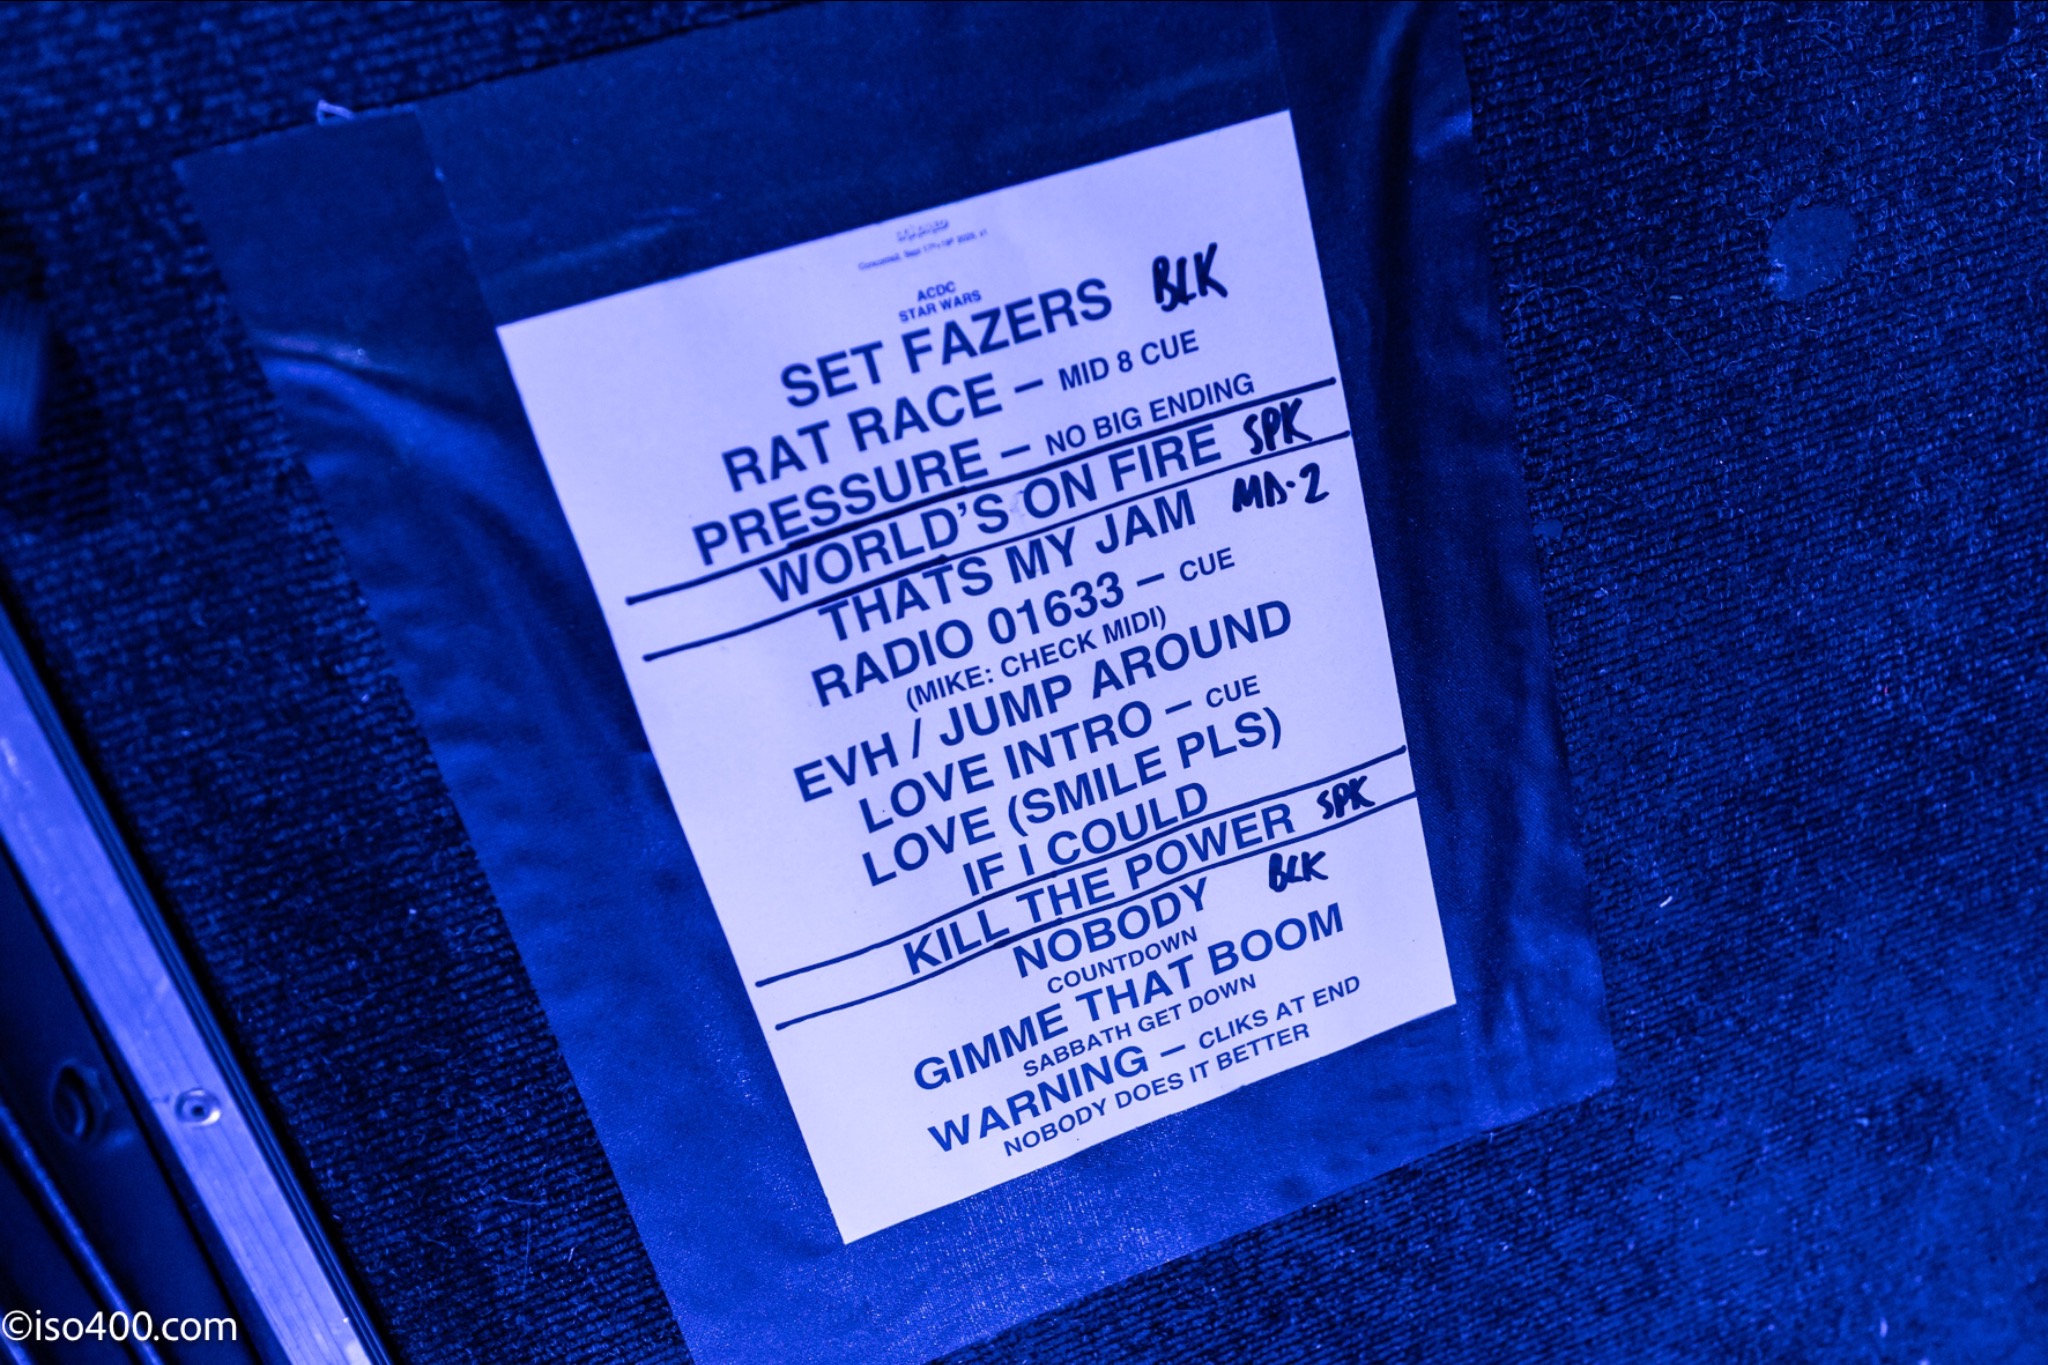 ACDC
STAR WARS
SET FAZERS BLK
RAT RACE – MID 8 CUE
PRESSURE – NO BIG ENDING
WORLD'S ON FIRE SPK
THATS MY JAM MA-2
RADIO 01633 – CUE
(MIKE: CHECK MIDI)
EVH / JUMP AROUND
LOVE INTRO – CUE
LOVE (SMILE PLS)
IF I COULD
KILL THE POWER SPK
NOBODY BLK
COUNTDOWN
GIMME THAT BOOM
SABBATH GET DOWN
WARNING – CLIKS AT END
NOBODY DOES IT BETTER
©iso400.com